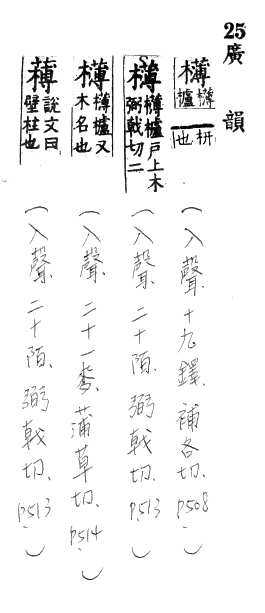 25 廣韻
欂 欂櫨枅也 (入聲、十九鐸、補各切、P508)
欂 欂櫨戶上木弼戟切二 (入聲、二十陌、弼戟切、P513)
欂 欂櫨又木名也 (入聲、二十一麥、蒲革切、P514)
說文曰壁柱也 (入聲、二十陌、弼戟切、P513)